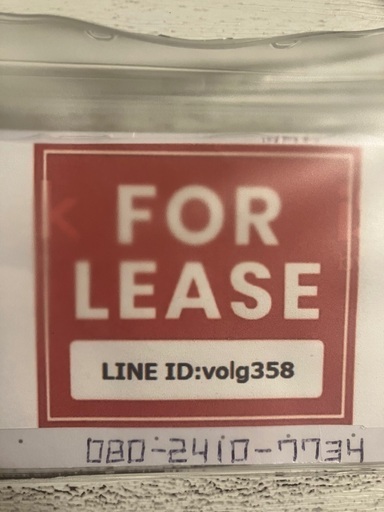 FOR
LEASE
LINE ID:volg358
080-2410-7734